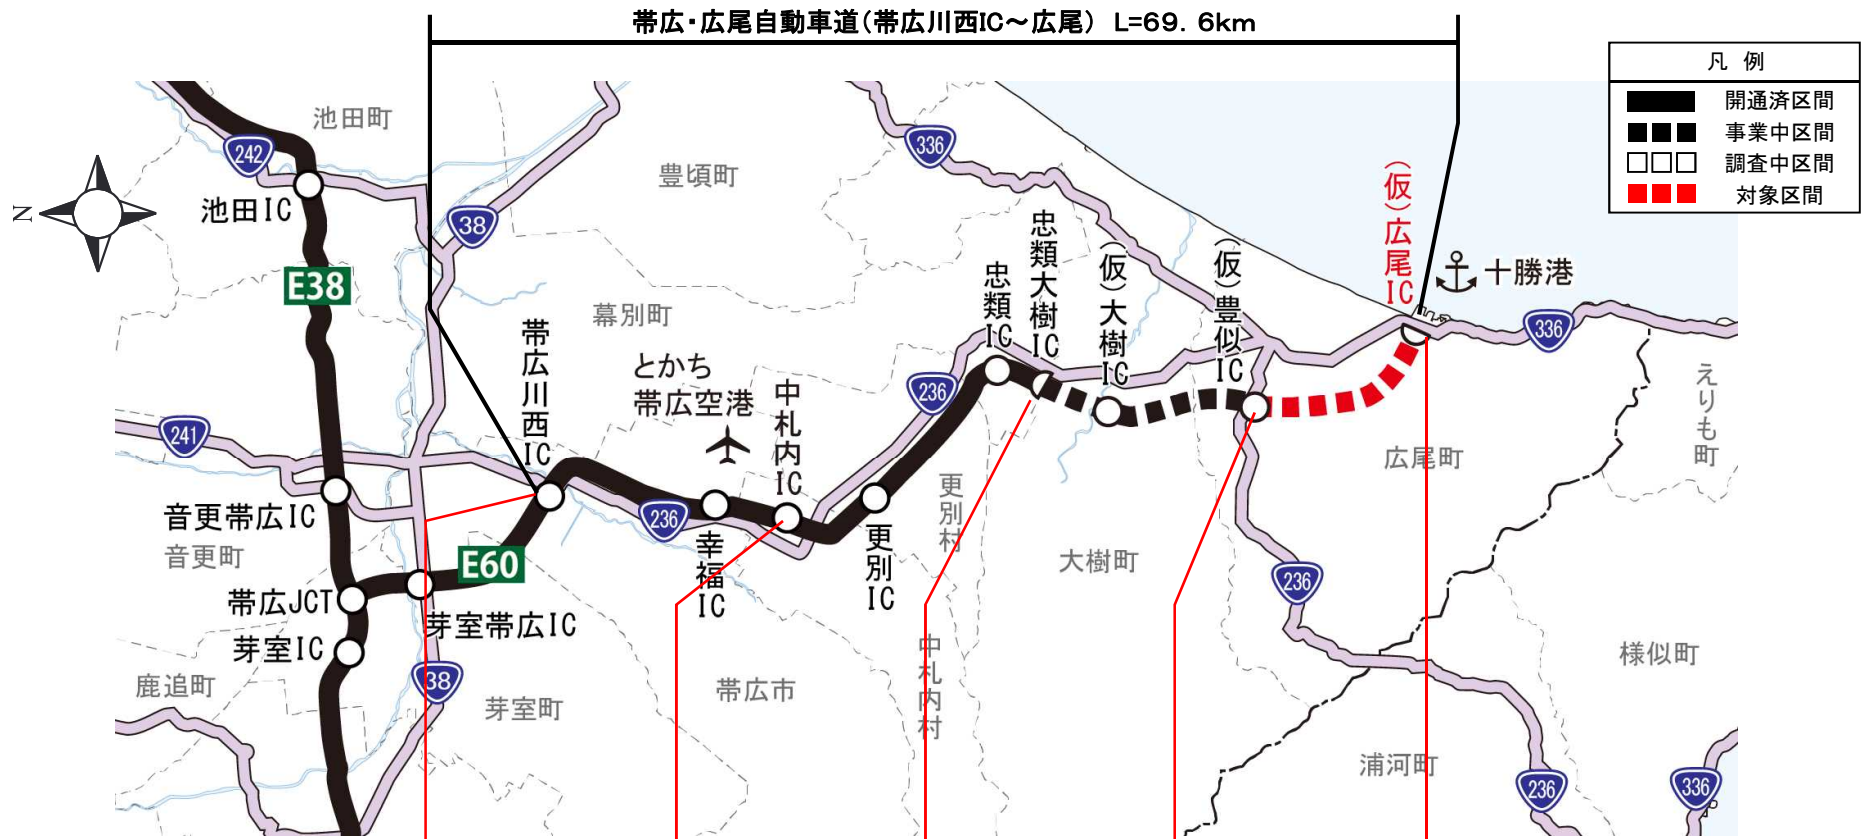 帯広・広尾自動車道(帯広川西IC～広尾) L=69.6km
凡 例
開通済区間
事業中区間
調査中区間
対象区間
N
池田町
242
池田IC
E38
38
豊頃町
336
幕別町
とかち
帯広空港
帯広川西IC
中札内IC
236
忠類IC
忠類大樹IC
(仮)大樹IC
(仮)豊似IC
(仮)広尾IC
十勝港
336
えりも町
広尾町
241
音更帯広IC
音更町
帯広JCT
芽室IC
鹿追町
E60
芽室帯広IC
38
芽室町
236
幸福IC
帯広市
更別IC
更別村
中札内村
大樹町
236
様似町
浦河町
236
336